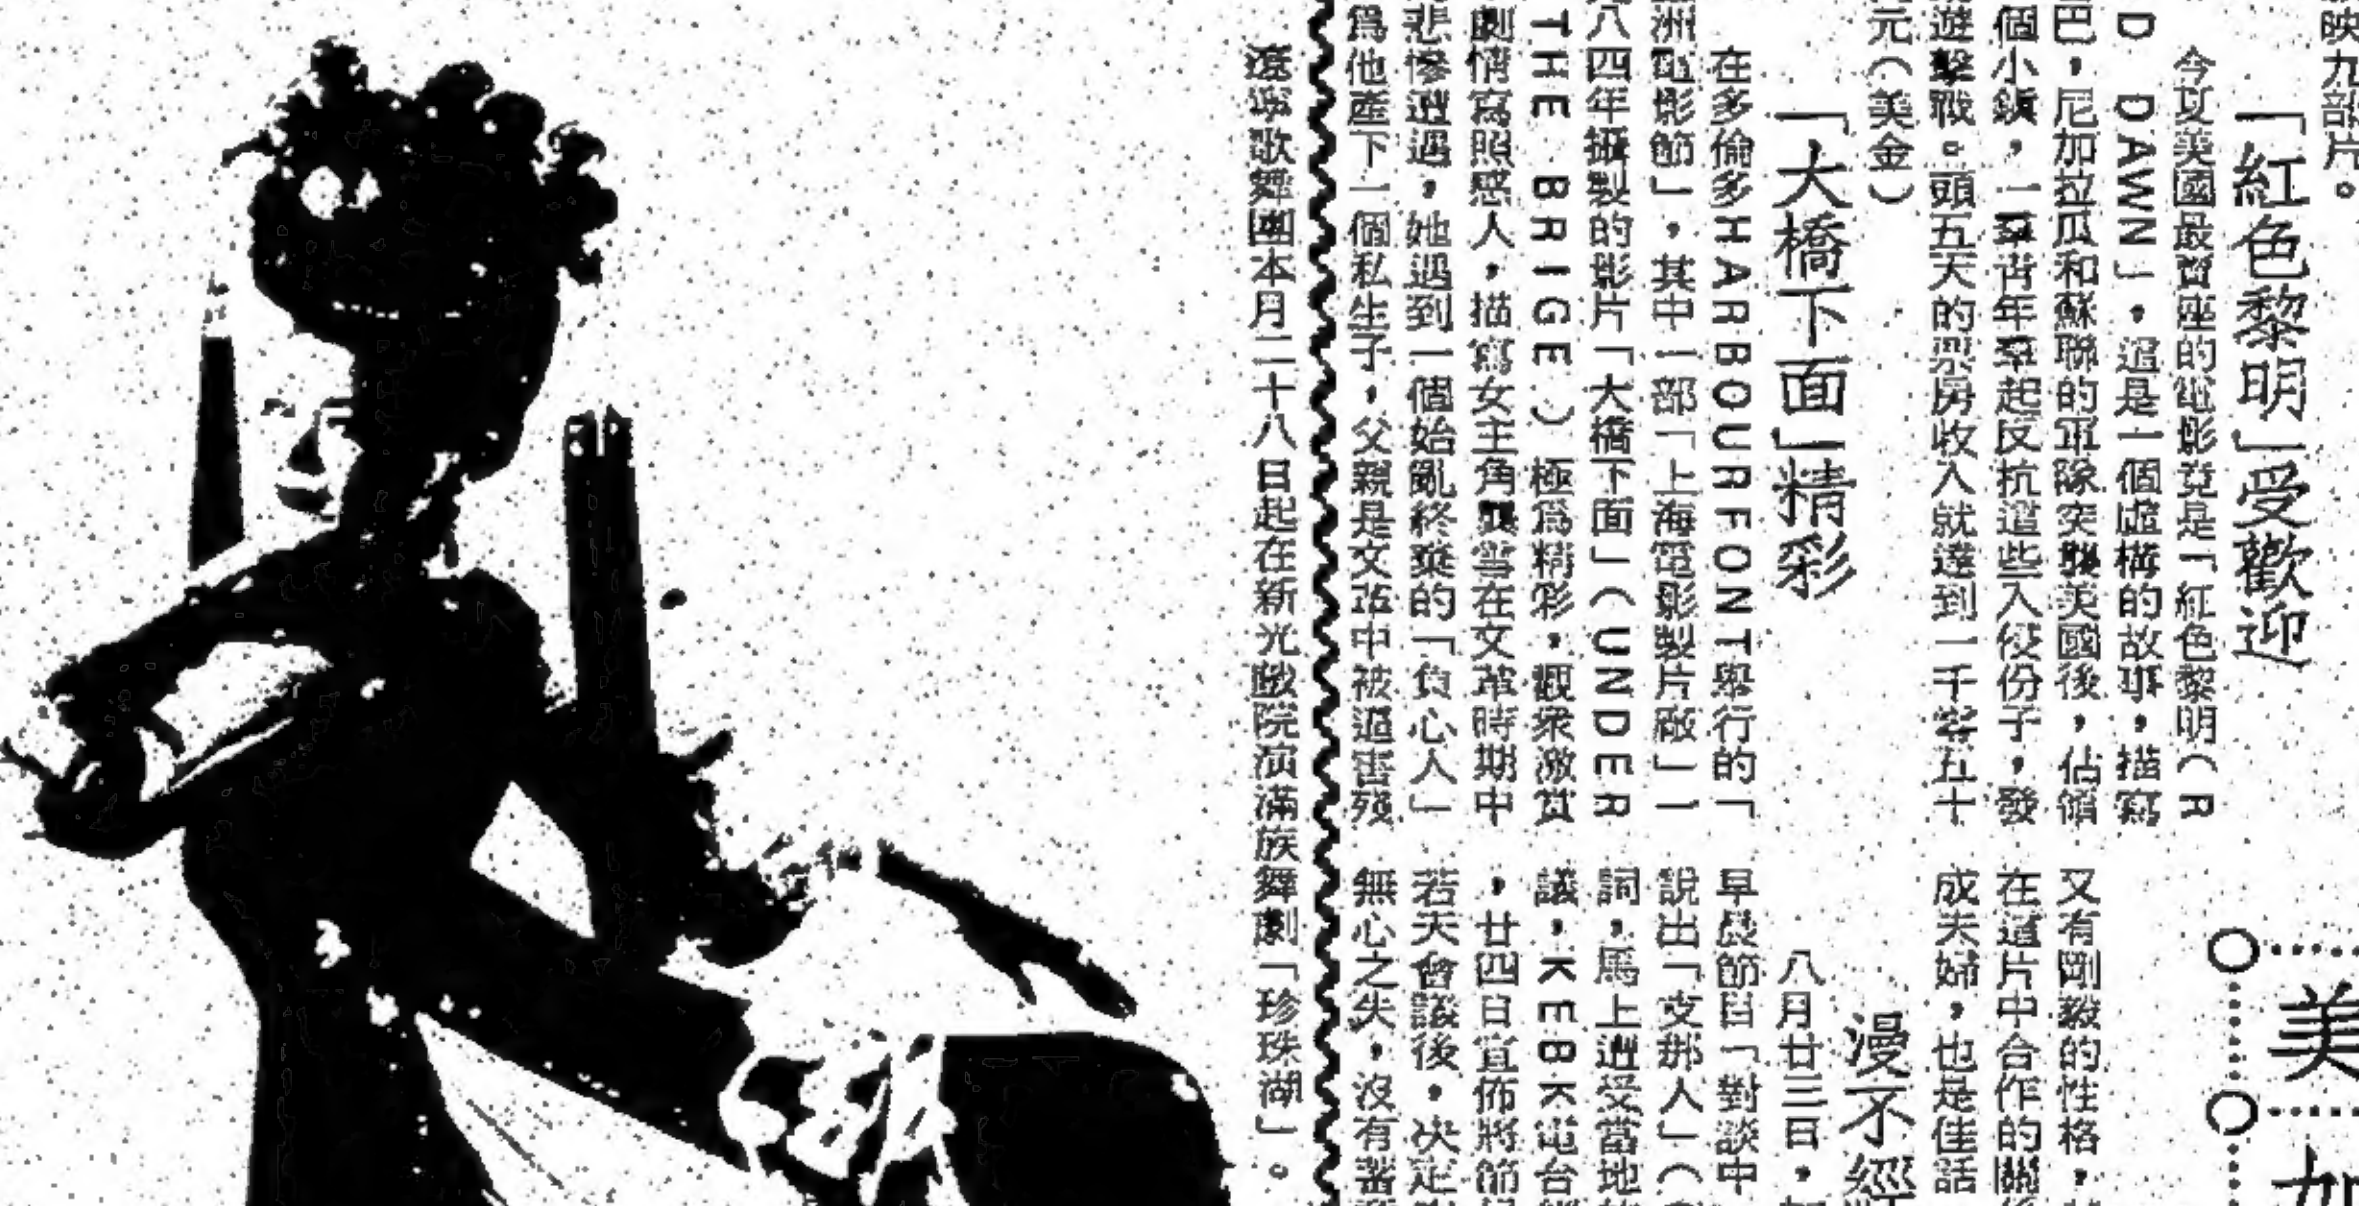 映九部片。
「紅色黎明」受歡迎
今夏美國最賣座的電影竟是「紅色黎明（R
D DAWN」，這是一個虛構的故事，描寫
巴，尼加拉瓜和蘇聯的軍隊突襲美國後，佔領
個小鎮，一羣青年羣起反抗這些入侵份子，發
遊擊戰。頭五天的票房收入就達到一千零五十
元（美金）
「大橋下面」精彩
在多倫多HARBOURFONT舉行的「
洲電影節」，其中一部「上海電影製片廠」一
八四年攝製的影片「大橋下面」（UNDER
THE BRIGE）極爲精彩，觀衆激賞
劇情寫照感人，描寫女主角 在文革時期中
悲慘遭遇，她遇到一個始亂終棄的「負心人」
爲他產下一個私生子，父親是文革中被逼害殘
美
加
又有剛毅的性格，
在這片中合作的關
成夫婦，也是佳話
漫不經
八月廿三日，
早晨節目「對談中
說出「支那人」（
詞，馬上遭受當地
議，KEBK電台
，廿四日宣佈將節
若天會議後，决定
無心之失，沒有
遼寧歌舞團本月二十八日起在新光戲院演滿族舞劇「珍珠湖」。